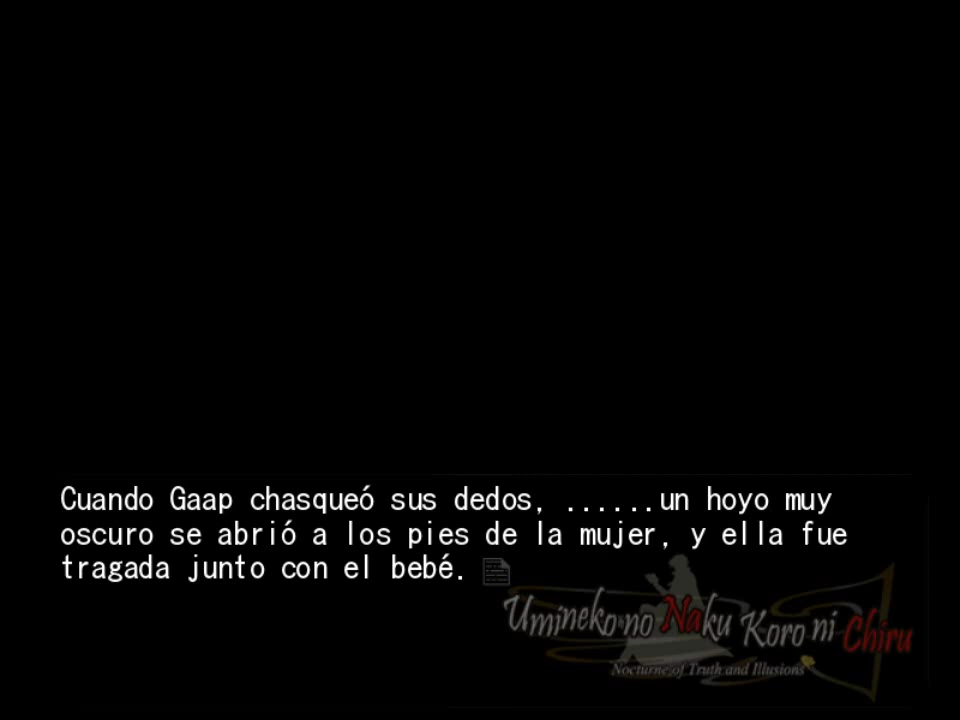 Cuando Gaap chasqueó sus dedos, ......un hoyo muy
oscuro se abrió a los pies de la mujer, y ella fue
tragada junto con el bebé.
Umineko no Naku Koro ni Chiru
Nocturne of Truth and Illusions